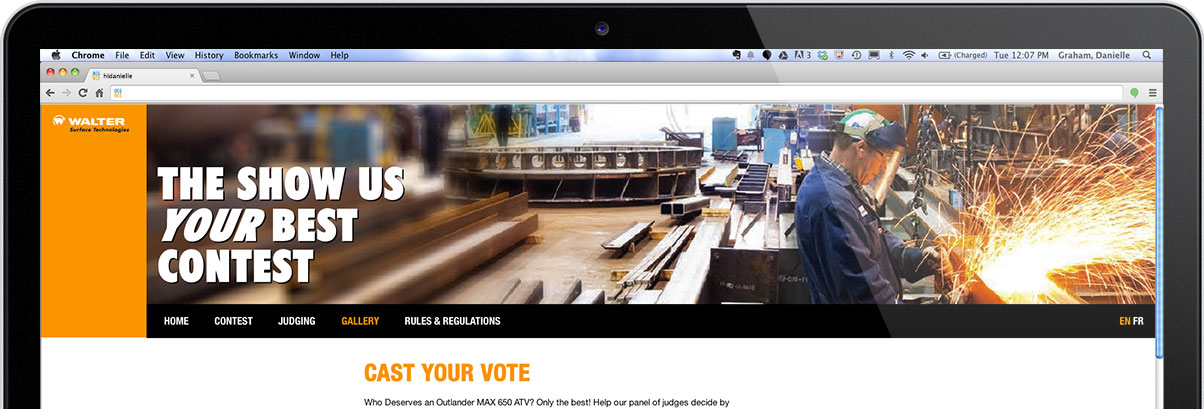 Chrome File Edit View History Bookmarks Window Help
3 (Charged) Tue 12:07 PM Graham, Danielle
hidanielle
WALTER
Surface Technologies
THE SHOW US
YOUR BEST
CONTEST
HOME CONTEST JUDGING GALLERY RULES & REGULATIONS
EN FR
CAST YOUR VOTE
Who Deserves an Outlander MAX 650 ATV? Only the best! Help our panel of judges decide by